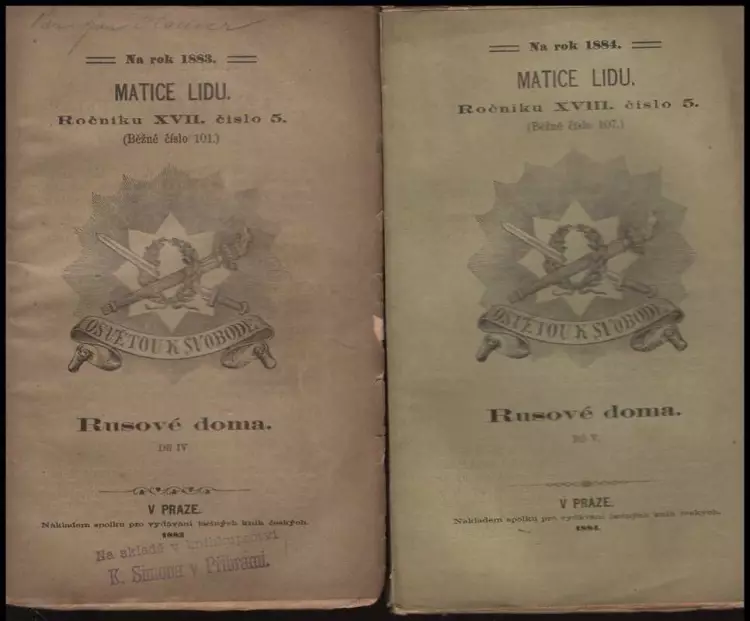 Na rok 1883.
MATICE LIDU.
Ročníku XVII. číslo 5.
(Běžné číslo 101.)
OSVĚTOU K SVOBODĚ.
Rusové doma.
Díl IV
V PRAZE.
Nákladem spolku pro vydávání laciných knih českých.
1883
Na skladě v knihkupectví
K. Simona v Příbrami.
Na rok 1884.
MATICE LIDU.
Ročníku XVIII. číslo 5.
(Běžné číslo 107.)
OSVĚTOU K SVOBODĚ
Rusové doma.
Díl V.
V PRAZE.
Nákladem spolku pro vydávání laciných knih českých.
1884.